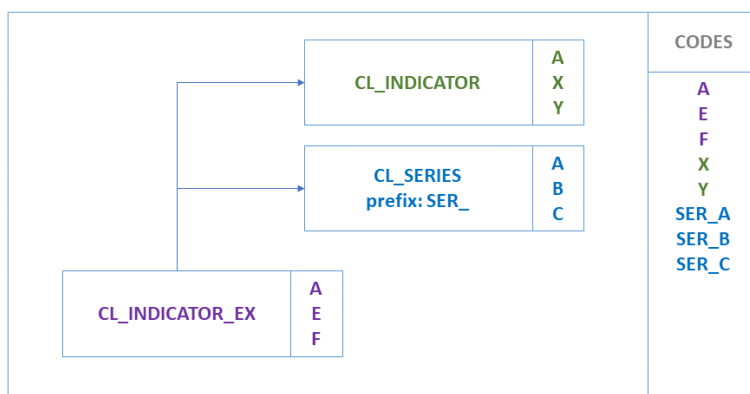 CL_INDICATOR
A
X
Y
CL_SERIES
prefix: SER_
A
B
C
CL_INDICATOR_EX
A
E
F
CODES
A
E
F
X
Y
SER_A
SER_B
SER_C